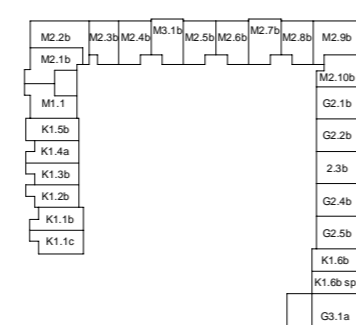 M2.2b M2.3b M2.4b M3.1b M2.5b M2.6b M2.7b M2.8b M2.9b
M2.1b
M2.10b
M1.1
G2.1b
K1.5b
G2.2b
K1.4a
K1.3b
2.3b
K1.2b
G2.4b
K1.1b
G2.5b
K1.1c
K1.6b
K1.6b sp
G3.1a